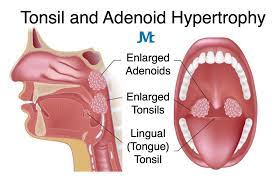 Tonsil and Adenoid Hypertrophy
JMt
Enlarged
Adenoids
Enlarged
Tonsils
Lingual
(Tongue)
Tonsil